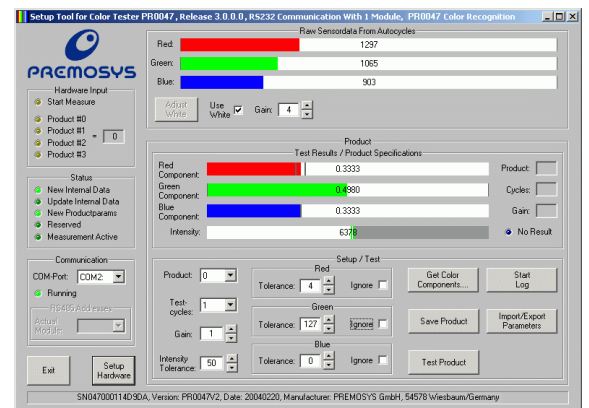 Setup Tool for Color Tester PR0047, Release 3.0.0.0, RS232 Communication With 1 Module, PR0047 Color Recognition
PREMOSYS
Hardware Input
Start Measure
Product #0
Product #1
Product #2
Product #3
= 0
Status
New Internal Data
Update Internal Data
New Productparams
Reserved
Measurement Active
Communication
COM-Port: COM2:
Running
RS485 Addresses
Actual Module:
Exit
Setup Hardware
Raw Sensordata From Autocycles
Red: 1297
Green: 1065
Blue: 903
Adjust White
Use White
Gain: 4
Product
Test Results / Product Specifications
Red Component: 0.3333
Green Component: 0.4980
Blue Component: 0.3333
Intensity: 6378
Product:
Cycles:
Gain:
No Result
Setup / Test
Product: 0
Test-cycles: 1
Gain: 1
Intensity Tolerance: 50
Red
Tolerance: 4 Ignore
Green
Tolerance: 127 Ignore
Blue
Tolerance: 0 Ignore
Get Color Components....
Start Log
Save Product
Import/Export Parameters
Test Product
SN047000114D9DA, Version: PR0047V2, Date: 20040220, Manufacturer: PREMOSYS GmbH, 54578 Wiesbaum/Germany